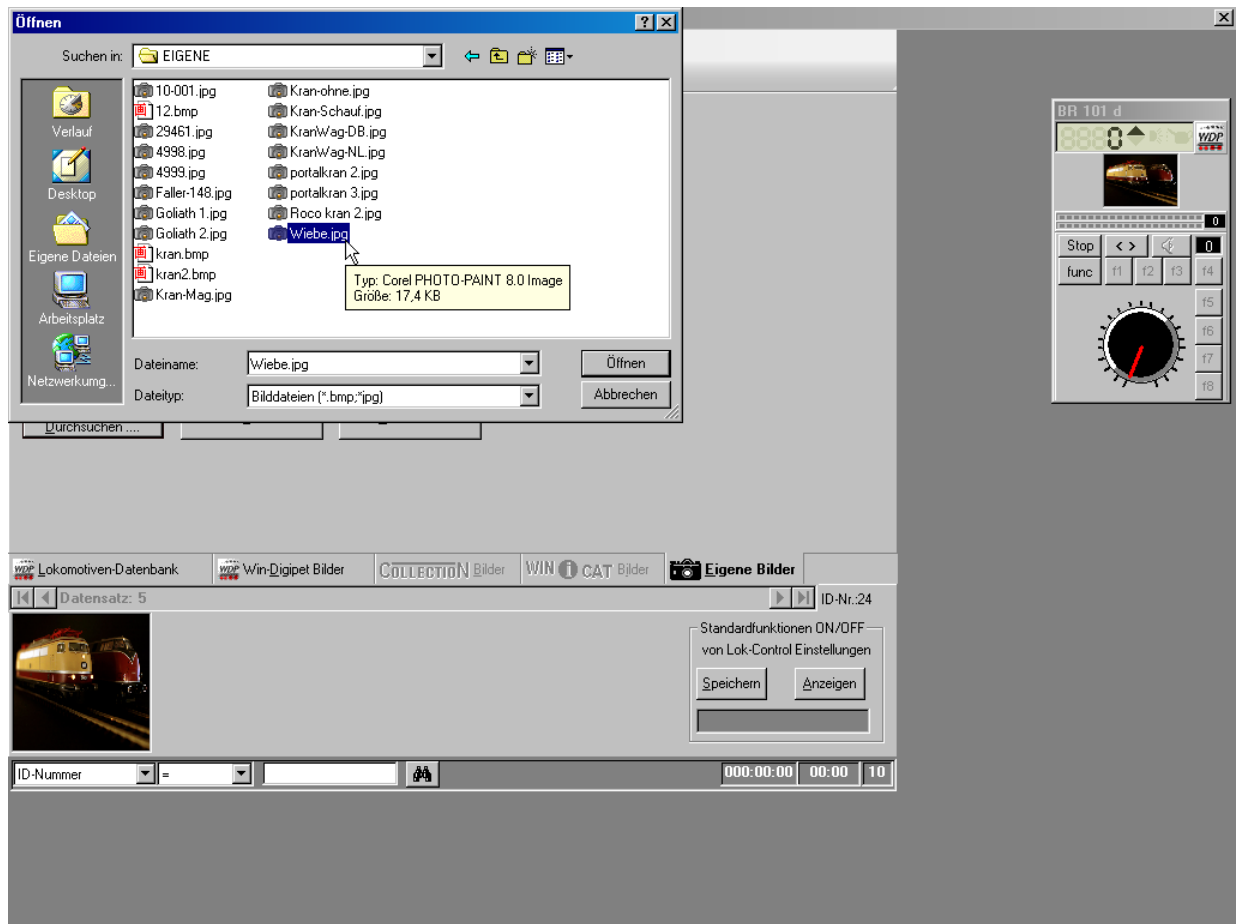 Öffnen
Suchen in: EIGENE
Verlauf
Desktop
Eigene Dateien
Arbeitsplatz
Netzwerkumg...
10-001.jpg
12.bmp
29461.jpg
4998.jpg
4999.jpg
Faller-148.jpg
Goliath 1.jpg
Goliath 2.jpg
kran.bmp
kran2.bmp
Kran-Mag.jpg
Kran-ohne.jpg
Kran-Schauf.jpg
KranWag-DB.jpg
KranWag-NL.jpg
portalkran 2.jpg
portalkran 3.jpg
Roco kran 2.jpg
Wiebe.jpg
Typ: Corel PHOTO-PAINT 8.0 Image
Größe: 17,4 KB
Dateiname: Wiebe.jpg Öffnen
Dateityp: Bilddateien (*.bmp;*jpg) Abbrechen
Durchsuchen ....
BR 101 d
0 WDP
0
Stop < > 0
func f1 f2 f3 f4
f5
f6
f7
f8
WDP Lokomotiven-Datenbank WDP Win-Digipet Bilder COLLECTION Bilder WIN i CAT Bilder Eigene Bilder
Datensatz: 5 ID-Nr.:24
Standardfunktionen ON/OFF
von Lok-Control Einstellungen
Speichern Anzeigen
ID-Nummer = 000:00:00 00:00 10